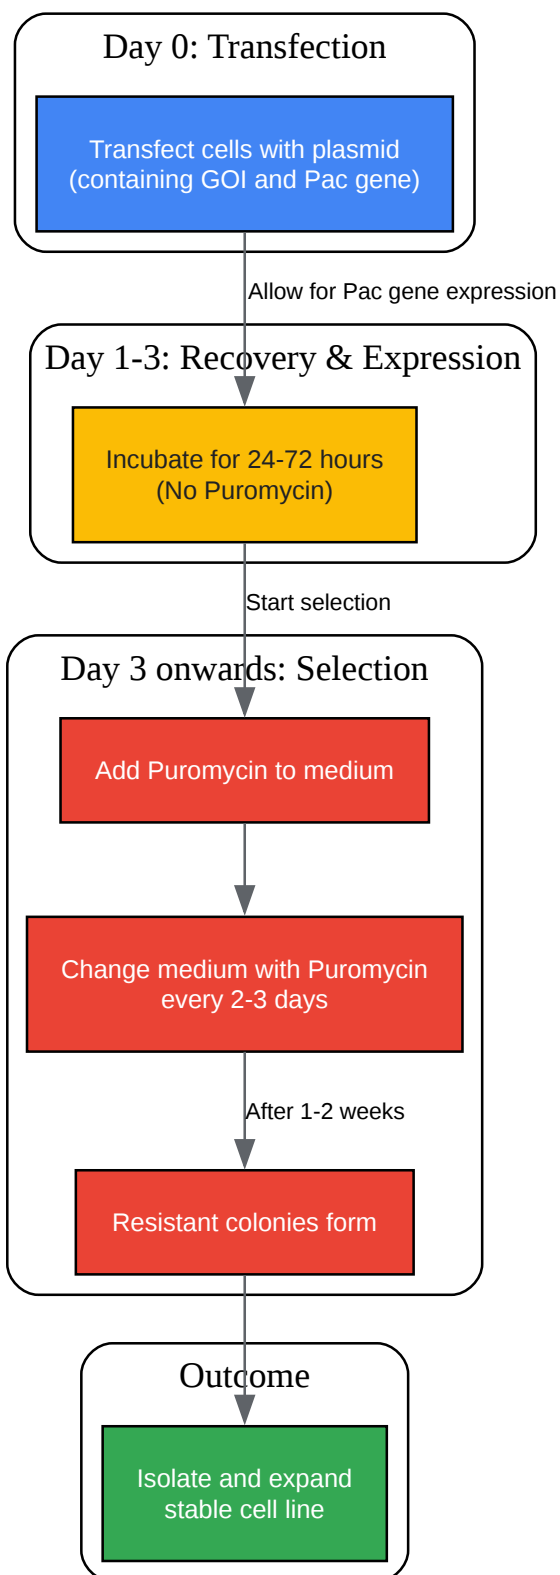 Day 0: Transfection
Transfect cells with plasmid
(containing GOI and Pac gene)
Allow for Pac gene expression
Day 1-3: Recovery & Expression
Incubate for 24-72 hours
(No Puromycin)
Start selection
Day 3 onwards: Selection
Add Puromycin to medium
Change medium with Puromycin
every 2-3 days
After 1-2 weeks
Resistant colonies form
Outcome
Isolate and expand
stable cell line